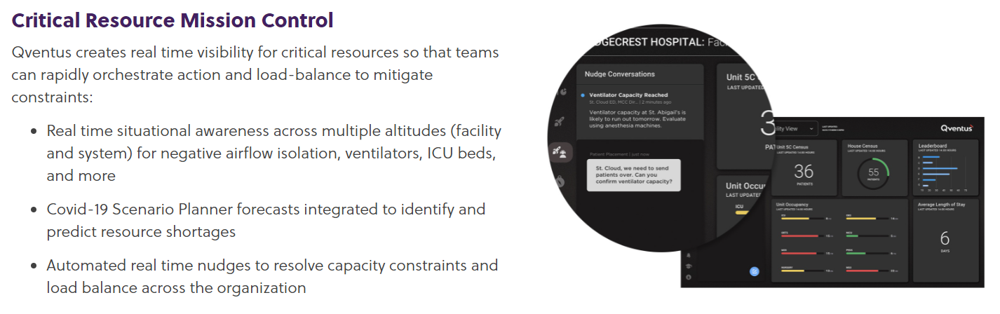 Critical Resource Mission Control
Qventus creates real time visibility for critical resources so that teams
can rapidly orchestrate action and load-balance to mitigate
constraints:
• Real time situational awareness across multiple altitudes (facility
and system) for negative airflow isolation, ventilators, ICU beds,
and more
• Covid-19 Scenario Planner forecasts integrated to identify and
predict resource shortages
• Automated real time nudges to resolve capacity constraints and
load balance across the organization
DGECREST HOSPITAL: Faci
Nudge Conversations
Ventilator Capacity Reached
St. Cloud ED, MCC Dir... | 2 minutes ago
Ventilator capacity at St. Abigail's is
likely to run out tomorrow. Evaluate
using anesthesia machines.
Patient Placement | just now
St. Cloud, we need to send
patients over. Can you
confirm ventilator capacity?
Unit 5C
LAST UPDATED
3
PAT
Unit Occu
LAST UPDATED
ICU
ility View
Qventus
Unit 5C Census
LAST UPDATED 14:00 HOURS
36
PATIENTS
House Census
LAST UPDATED 14:00 HOURS
55
PATIENTS
Leaderboard
LAST UPDATED 14:00 HOURS
Unit Occupancy
LAST UPDATED 14:00 HOURS
Average Length of Stay
LAST UPDATED 14:00 HOURS
6
DAYS